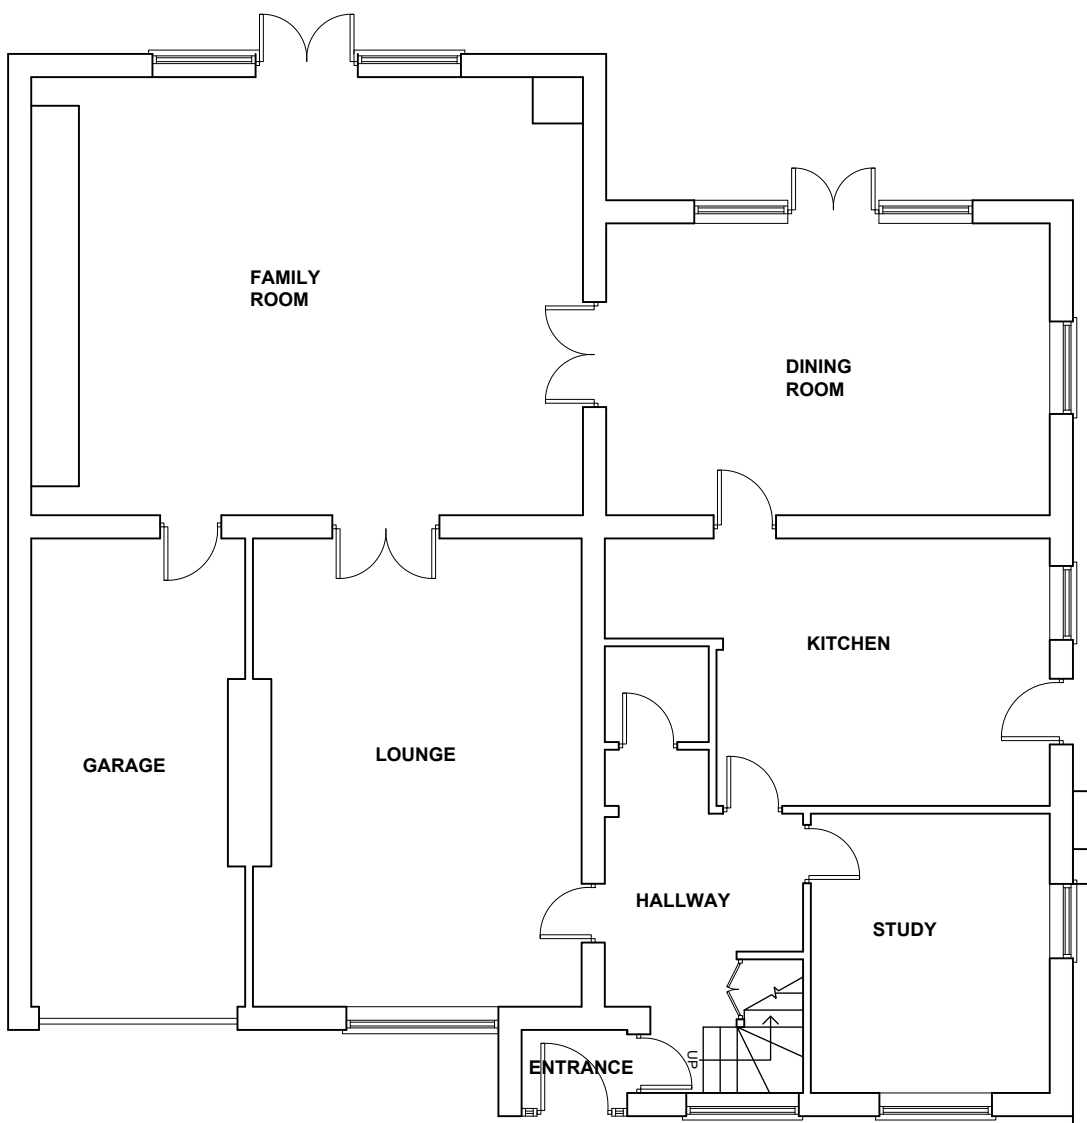 FAMILY
ROOM
DINING
ROOM
KITCHEN
LOUNGE
GARAGE
HALLWAY
STUDY
UP
ENTRANCE